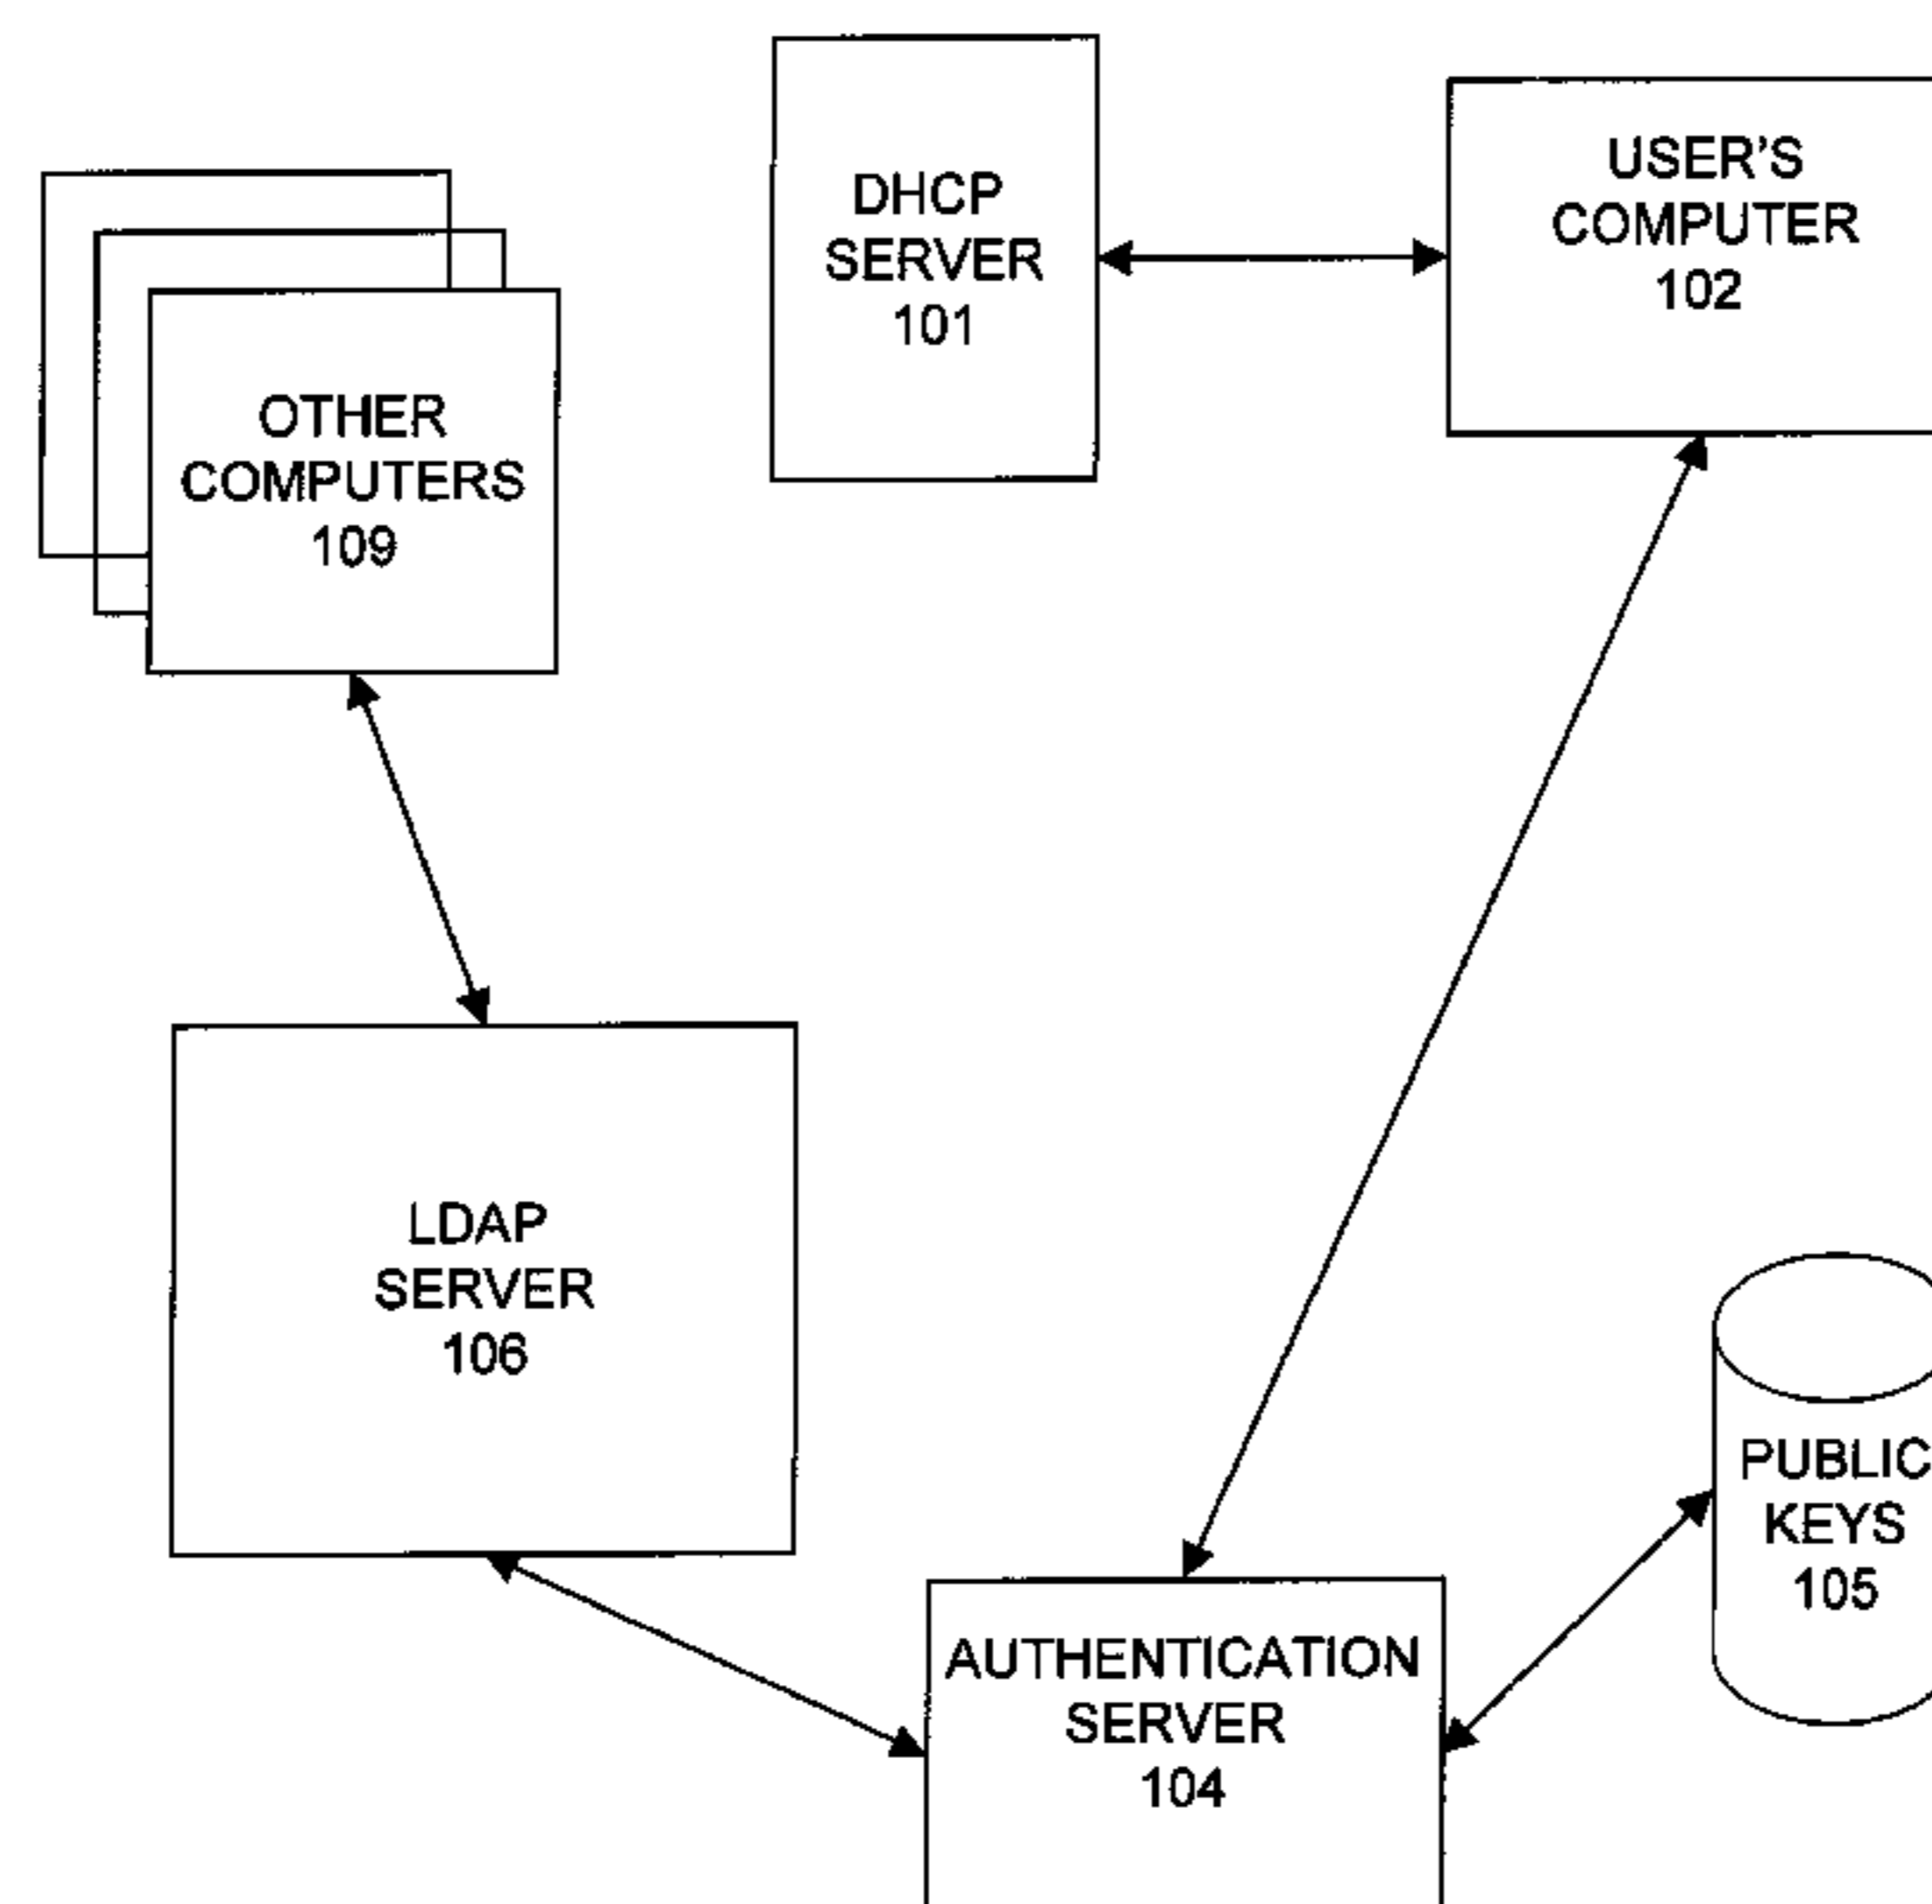 DHCP
SERVER
101
USER'S
COMPUTER
102
OTHER
COMPUTERS
109
LDAP
SERVER
106
PUBLIC
KEYS
105
AUTHENTICATION
SERVER
104